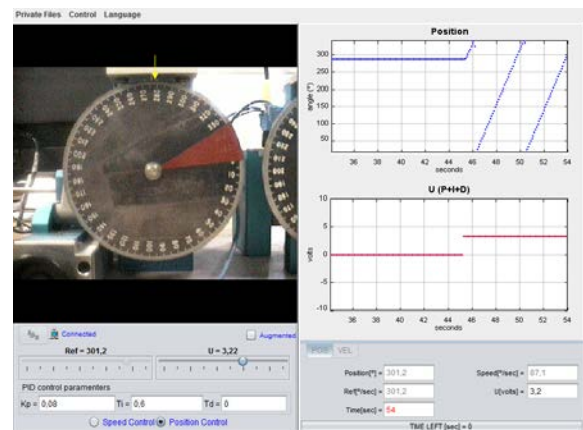 Private Files Control Language
Position
angle (º)
300
250
200
150
100
50
36 38 40 42 44 46 48 50 52 54
seconds
U (P+I+D)
volts
10
5
0
-5
-10
36 38 40 42 44 46 48 50 52 54
seconds
Connected
Augmented
Ref = 301,2
U = 3,22
PID control paramenters
Kp = 0,08 Ti = 0,6 Td = 0
Speed Control Position Control
POS VEL
Position[º] = 301,2 Speed[º/sec] = 87,1
Ref[º/sec] = 301,2 U[volts] = 3,2
Time[sec] = 54
TIME LEFT [sec] = 0